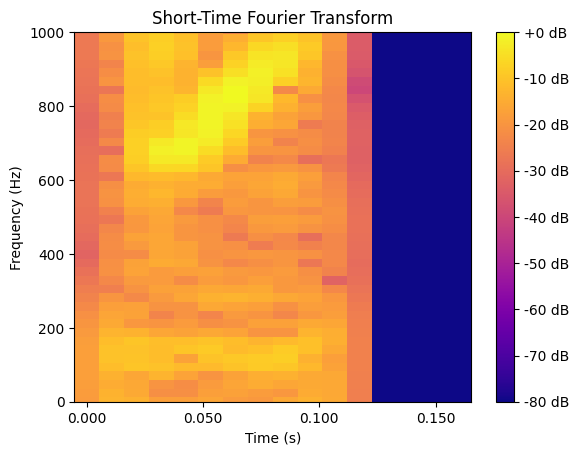 Short-Time Fourier Transform
Frequency (Hz)
1000
800
600
400
200
0
0.000 0.050 0.100 0.150
Time (s)
+0 dB
-10 dB
-20 dB
-30 dB
-40 dB
-50 dB
-60 dB
-70 dB
-80 dB